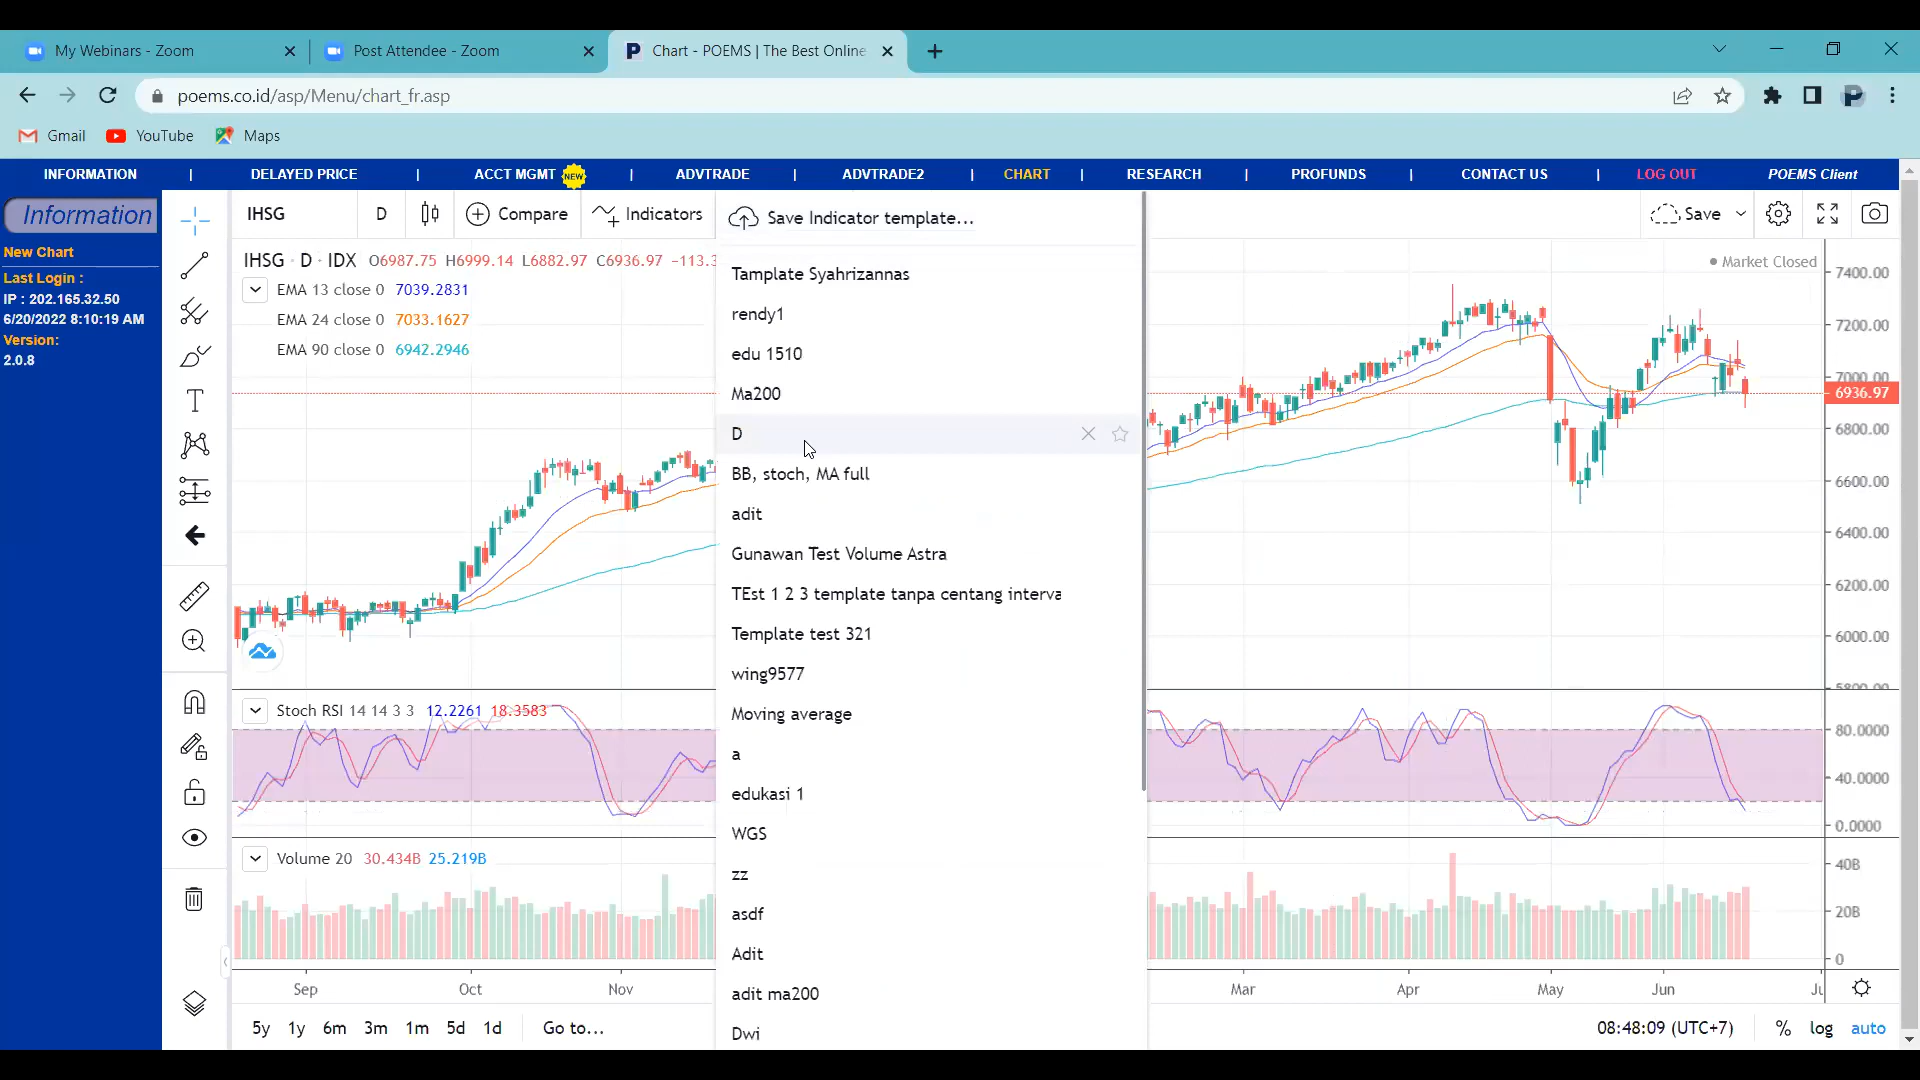 My Webinars - Zoom
Post Attendee - Zoom
Chart - POEMS | The Best Online
poems.co.id/asp/Menu/chart_fr.asp
Gmail
YouTube
Maps
INFORMATION | DELAYED PRICE | ACCT MGMT NEW | ADVTRADE | ADVTRADE2 | CHART | RESEARCH | PROFUNDS | CONTACT US | LOG OUT POEMS Client
Information
New Chart
Last Login :
IP : 202.165.32.50
6/20/2022 8:10:19 AM
Version:
2.0.8
IHSG D Compare Indicators
Save
IHSG · D · IDX O6987.75 H6999.14 L6882.97 C6936.97 −113.3
EMA 13 close 0 7039.2831
EMA 24 close 0 7033.1627
EMA 90 close 0 6942.2946
Save Indicator template...
Tamplate Syahrizannas
rendy1
edu 1510
Ma200
D
BB, stoch, MA full
adit
Gunawan Test Volume Astra
TEst 1 2 3 template tanpa centang interva
Template test 321
wing9577
Moving average
a
edukasi 1
WGS
zz
asdf
Adit
adit ma200
Dwi
Market Closed
7400.00
7200.00
7000.00
6936.97
6800.00
6600.00
6400.00
6200.00
6000.00
5800.00
Stoch RSI 14 14 3 3 12.2261 18.3583
80.0000
40.0000
0.0000
Volume 20 30.434B 25.219B
40B
20B
0
Sep Oct Nov Mar Apr May Jun Ju
5y 1y 6m 3m 1m 5d 1d Go to...
08:48:09 (UTC+7) % log auto